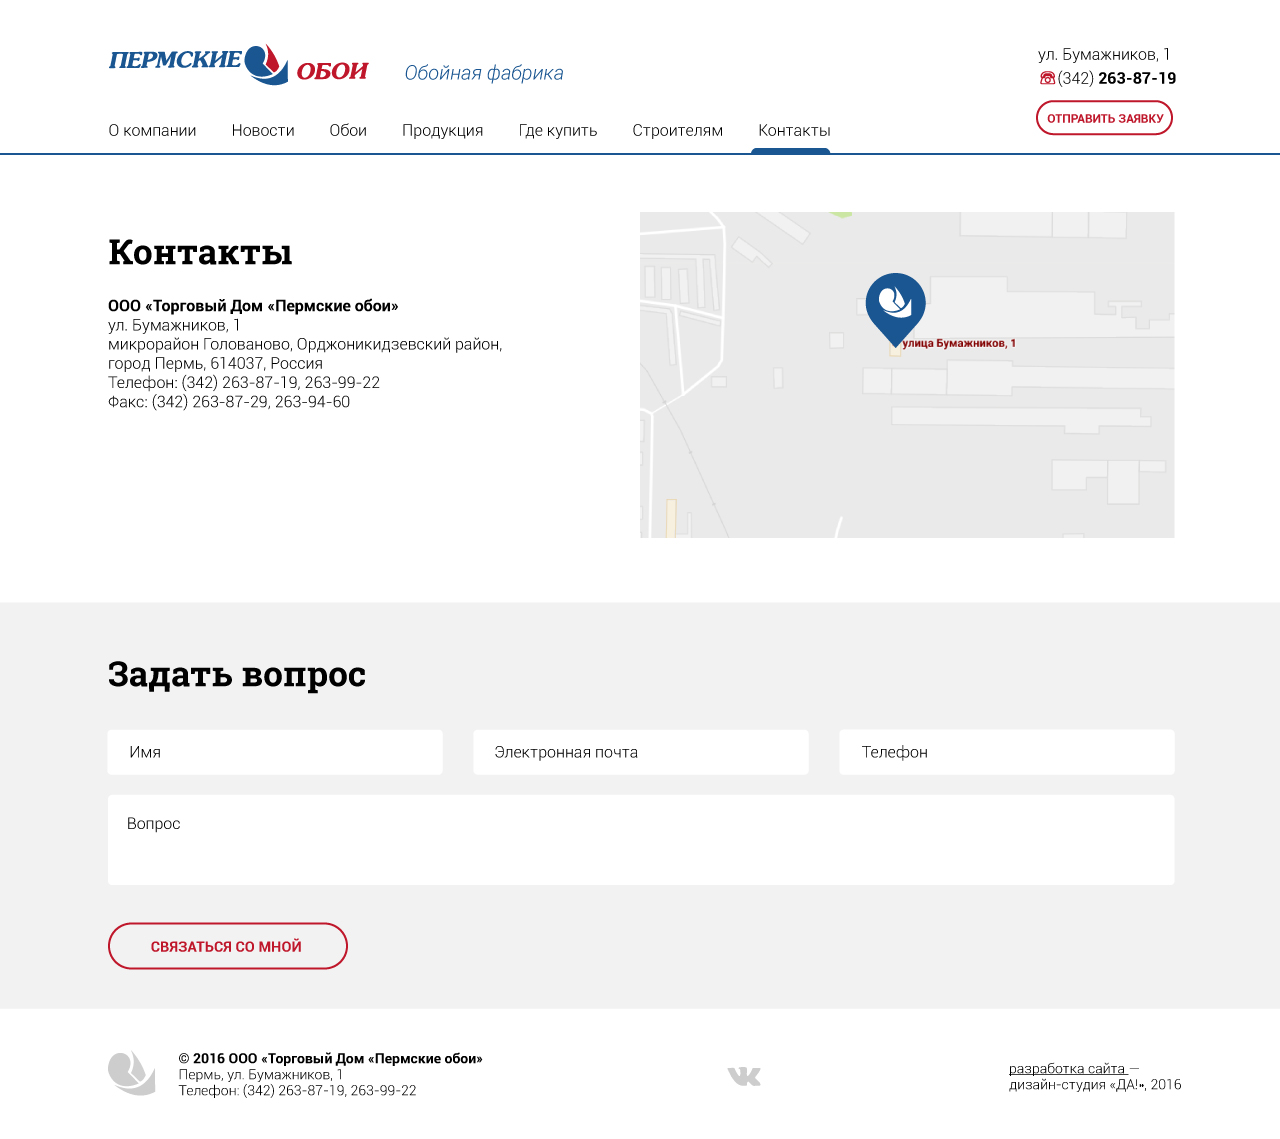 ПЕРМСКИЕ ОБОИ
Обойная фабрика
ул. Бумажников, 1
(342) 263-87-19
ОТПРАВИТЬ ЗАЯВКУ
О компании Новости Обои Продукция Где купить Строителям Контакты
Контакты
ООО «Торговый Дом «Пермские обои»
ул. Бумажников, 1
микрорайон Голованово, Орджоникидзевский район,
город Пермь, 614037, Россия
Телефон: (342) 263-87-19, 263-99-22
Факс: (342) 263-87-29, 263-94-60
улица Бумажников, 1
Задать вопрос
Имя
Электронная почта
Телефон
Вопрос
СВЯЗАТЬСЯ СО МНОЙ
© 2016 ООО «Торговый Дом «Пермские обои»
Пермь, ул. Бумажников, 1
Телефон: (342) 263-87-19, 263-99-22
разработка сайта —
дизайн-студия «ДА!», 2016